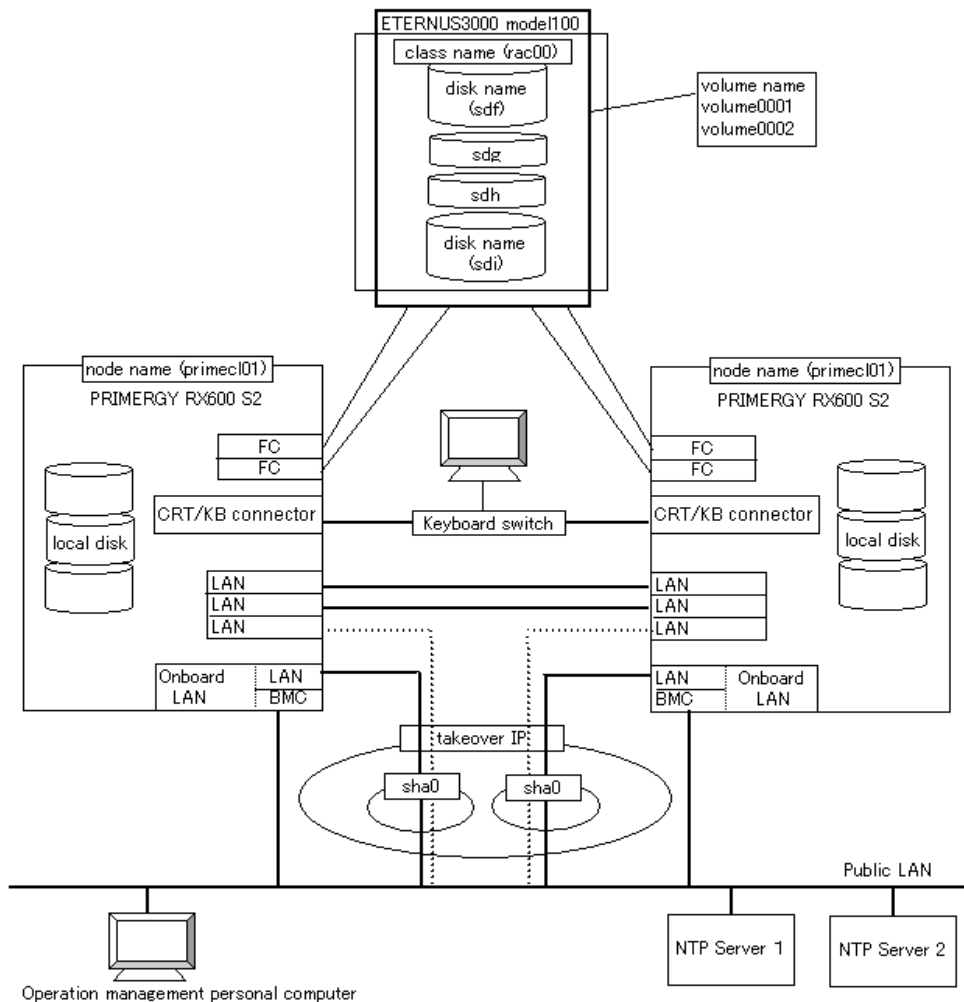 ETERNUS3000 model100
class name (rac00)
disk name
(sdf)
sdg
sdh
disk name
(sdi)
volume name
volume0001
volume0002
node name (primecl01)
PRIMERGY RX600 S2
FC
FC
CRT/KB connector
local disk
LAN
LAN
LAN
Onboard
LAN
LAN
BMC
Keyboard switch
node name (primecl01)
PRIMERGY RX600 S2
FC
FC
CRT/KB connector
local disk
LAN
LAN
LAN
LAN
BMC
Onboard
LAN
takeover IP
sha0
sha0
Public LAN
NTP Server 1
NTP Server 2
Operation management personal computer